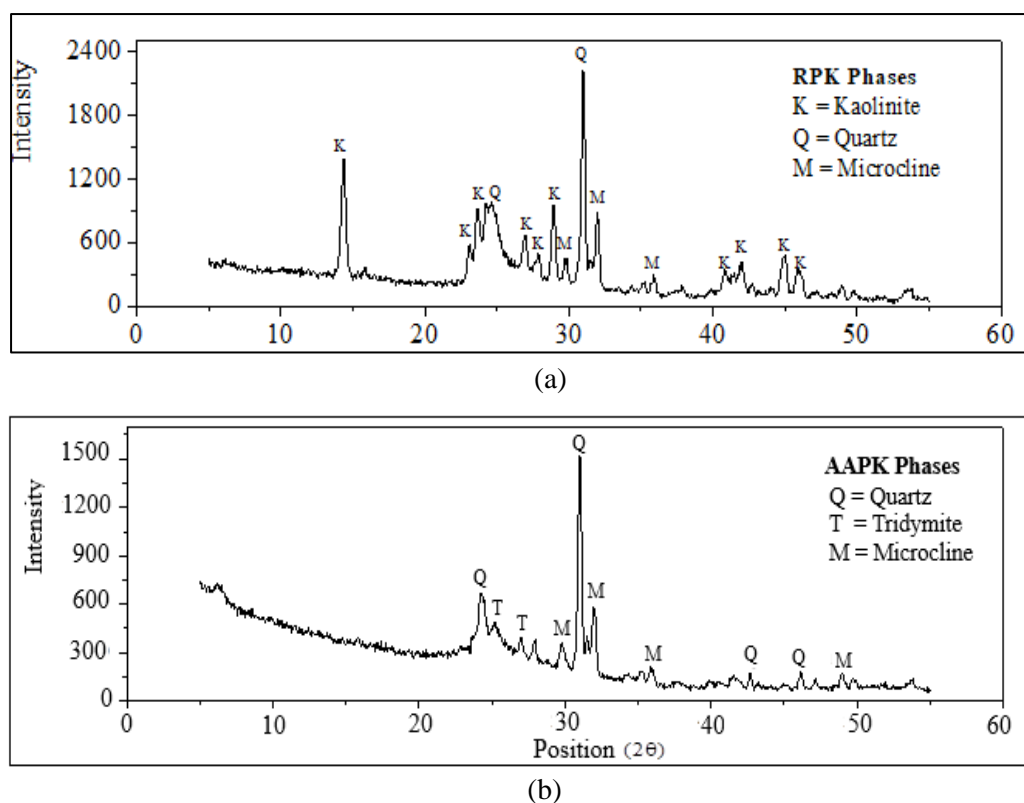 2400
1800
1200
600
0
Intensity
K
K
K
Q
K
K
K
M
Q
M
M
K
K
K
K
RPK Phases
K = Kaolinite
Q = Quartz
M = Microcline
0 10 20 30 40 50 60
(a)
1500
1200
900
600
300
0
Intensity
Q
T
T
M
Q
M
M
Q
Q
M
AAPK Phases
Q = Quartz
T = Tridymite
M = Microcline
0 10 20 30 40 50 60
Position (2θ)
(b)